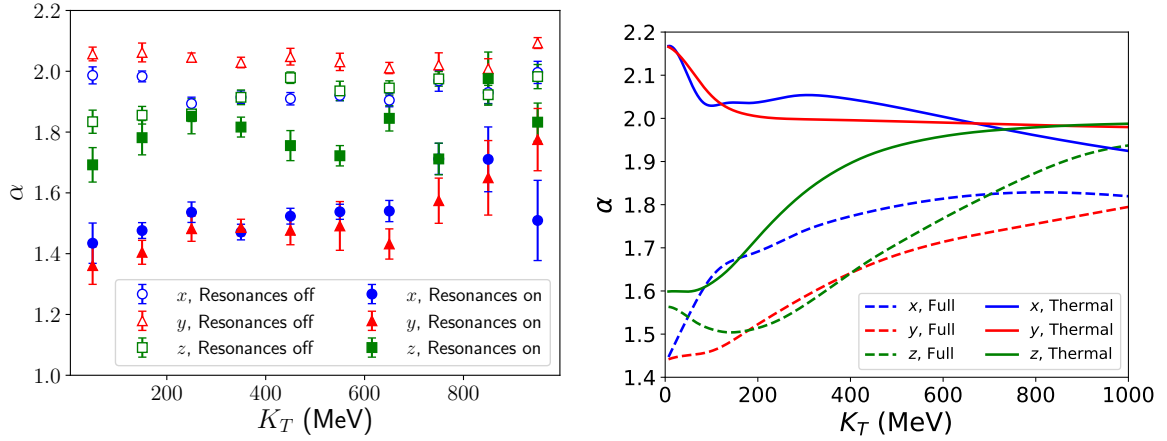 2.2
2.0
1.8
1.6
1.4
1.2
1.0
α
200
400
600
800
K_T (MeV)
x, Resonances off
y, Resonances off
z, Resonances off
x, Resonances on
y, Resonances on
z, Resonances on
2.2
2.1
2.0
1.9
1.8
1.7
1.6
1.5
1.4
α
0
200
400
600
800
1000
K_T (MeV)
x, Full
y, Full
z, Full
x, Thermal
y, Thermal
z, Thermal